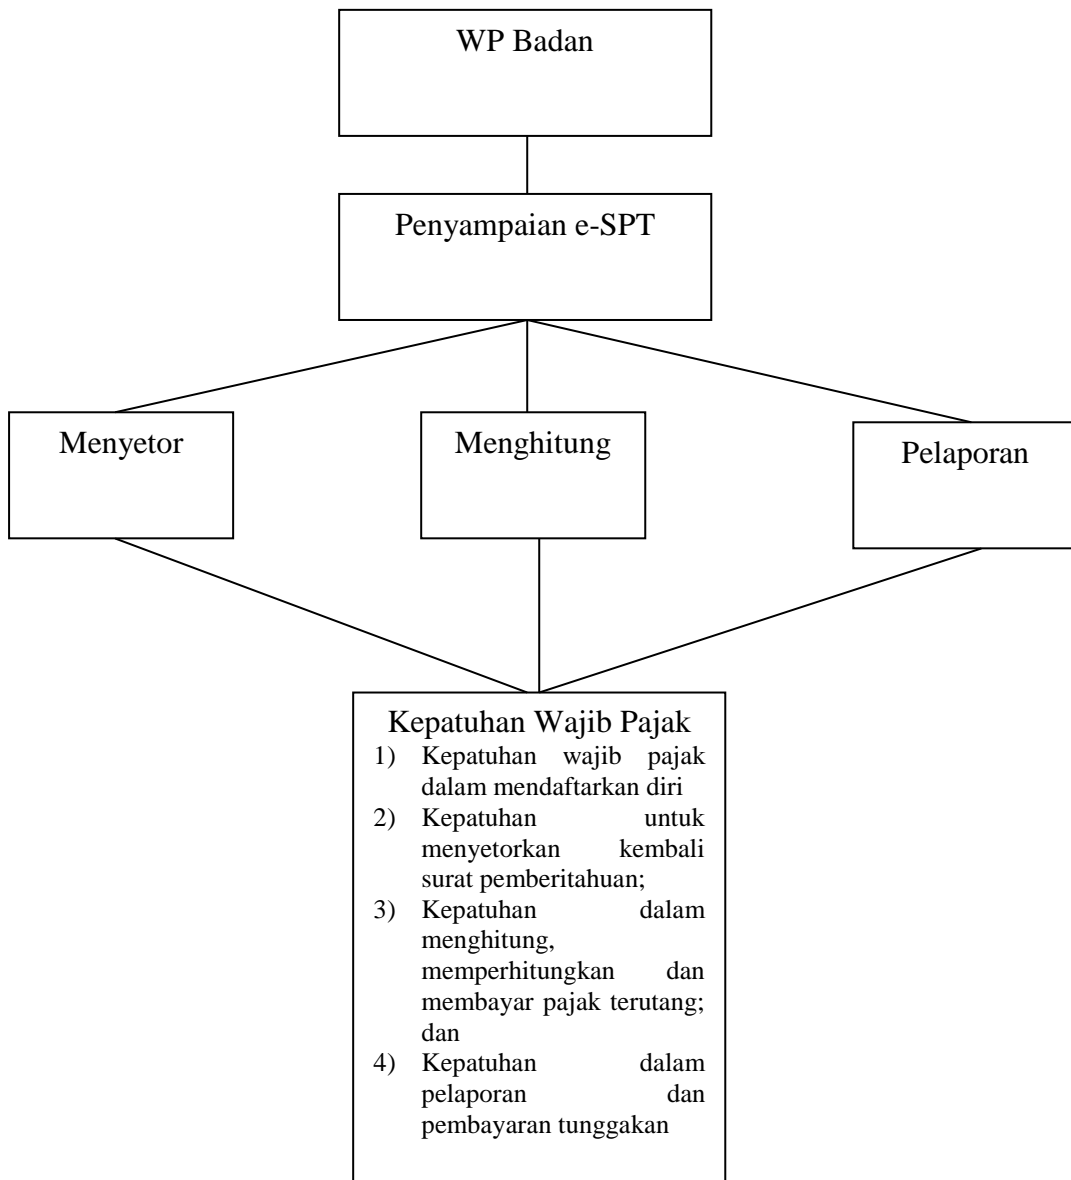 WP Badan
Penyampaian e-SPT
Menyetor
Menghitung
Pelaporan
Kepatuhan Wajib Pajak
1) Kepatuhan wajib pajak
dalam mendaftarkan diri
2) Kepatuhan untuk
menyetorkan kembali
surat pemberitahuan;
3) Kepatuhan dalam
menghitung,
memperhitungkan dan
membayar pajak terutang;
dan
4) Kepatuhan dalam
pelaporan dan
pembayaran tunggakan